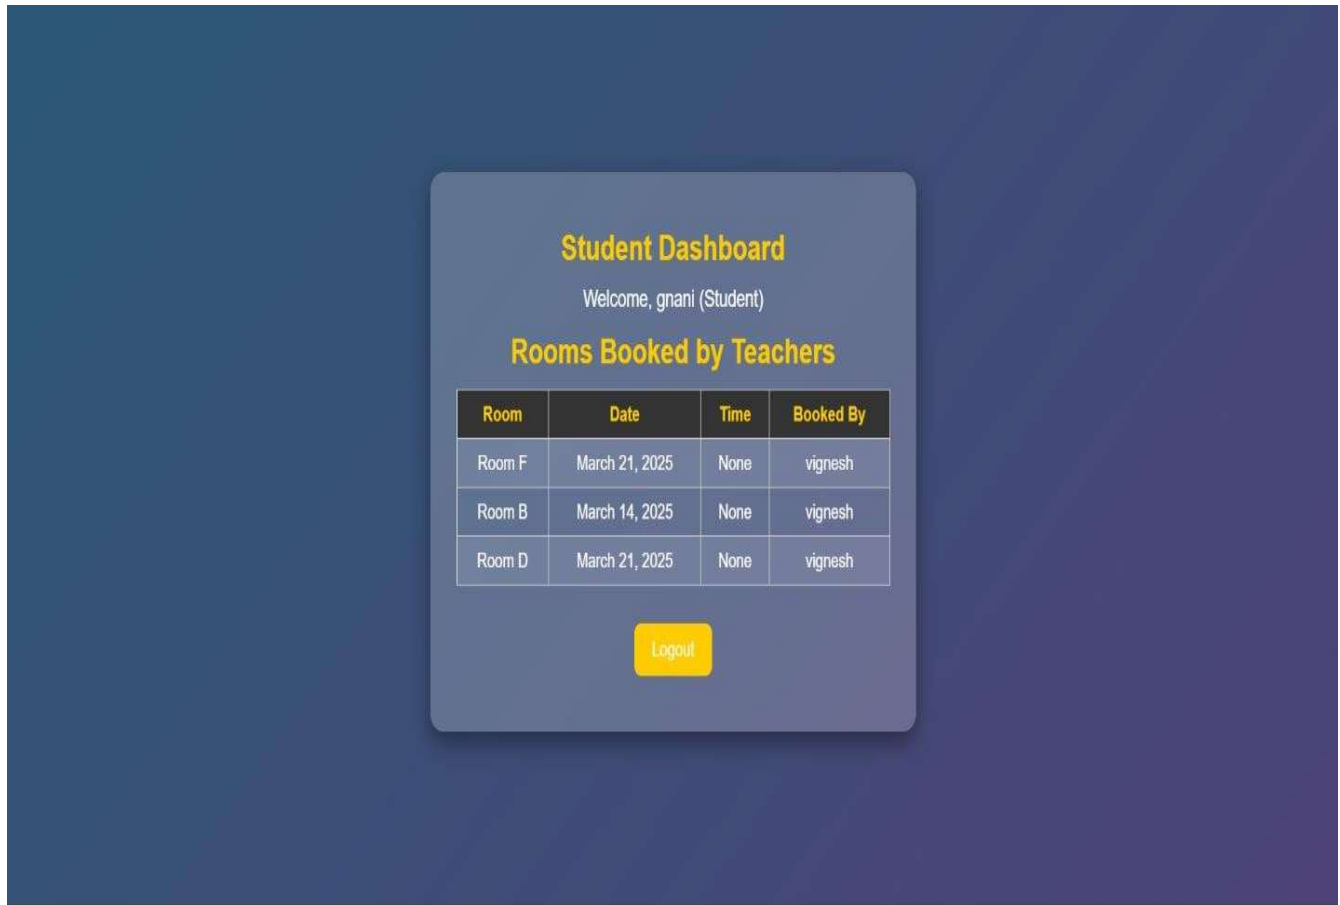 Student Dashboard
Welcome, gnani (Student)
Rooms Booked by Teachers
Room Date Time Booked By
Room F March 21, 2025 None vignesh
Room B March 14, 2025 None vignesh
Room D March 21, 2025 None vignesh
Logout